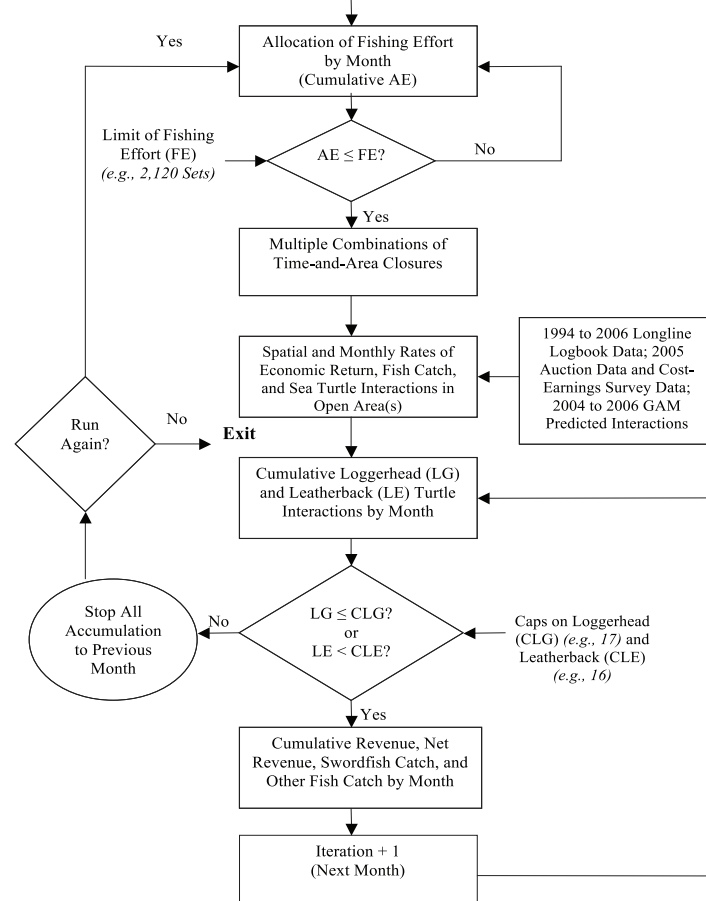 Allocation of Fishing Effort
by Month
(Cumulative AE)
Yes
Limit of Fishing
Effort (FE)
(e.g., 2,120 Sets)
AE ≤ FE?
No
Yes
Multiple Combinations of
Time-and-Area Closures
Spatial and Monthly Rates of
Economic Return, Fish Catch,
and Sea Turtle Interactions in
Open Area(s)
1994 to 2006 Longline
Logbook Data; 2005
Auction Data and Cost-
Earnings Survey Data;
2004 to 2006 GAM
Predicted Interactions
Run
Again?
No
Exit
Cumulative Loggerhead (LG)
and Leatherback (LE) Turtle
Interactions by Month
Stop All
Accumulation
to Previous
Month
No
LG ≤ CLG?
or
LE < CLE?
Caps on Loggerhead
(CLG) (e.g., 17) and
Leatherback (CLE)
(e.g., 16)
Yes
Cumulative Revenue, Net
Revenue, Swordfish Catch, and
Other Fish Catch by Month
Iteration + 1
(Next Month)